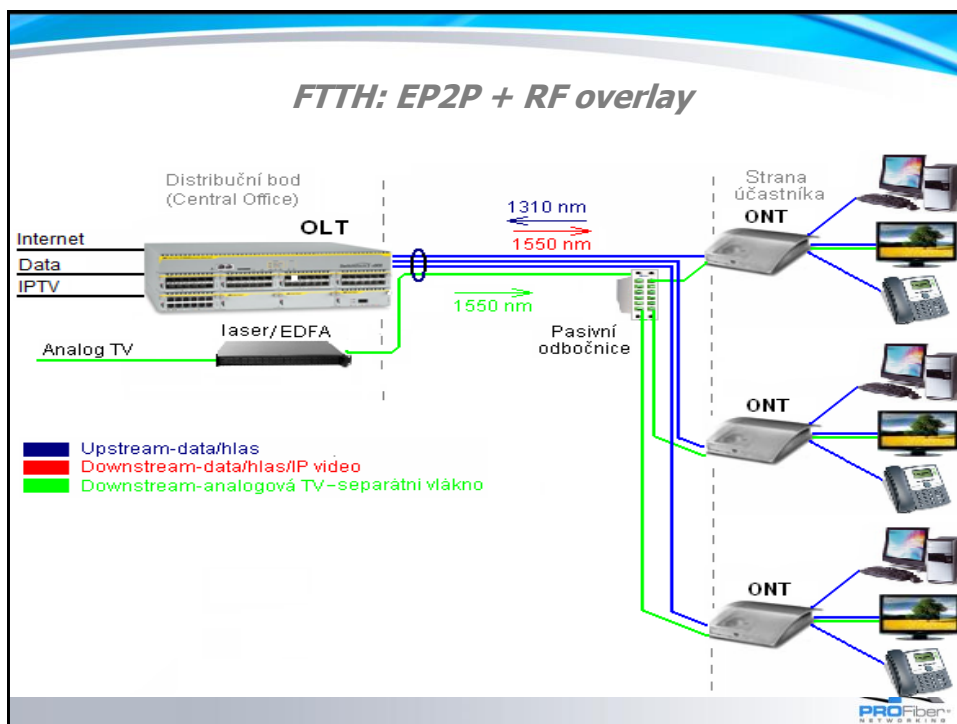 FTTH: EP2P + RF overlay
Distribuční bod
(Central Office)
OLT
Internet
Data
IPTV
laser/EDFA
Analog TV
1310 nm
1550 nm
1550 nm
Pasivní
odbočnice
Strana
účastníka
ONT
ONT
ONT
Upstream-data/hlas
Downstream-data/hlas/IP video
Downstream-analogová TV-separátni vlákno
PROFiber
NETWORKING